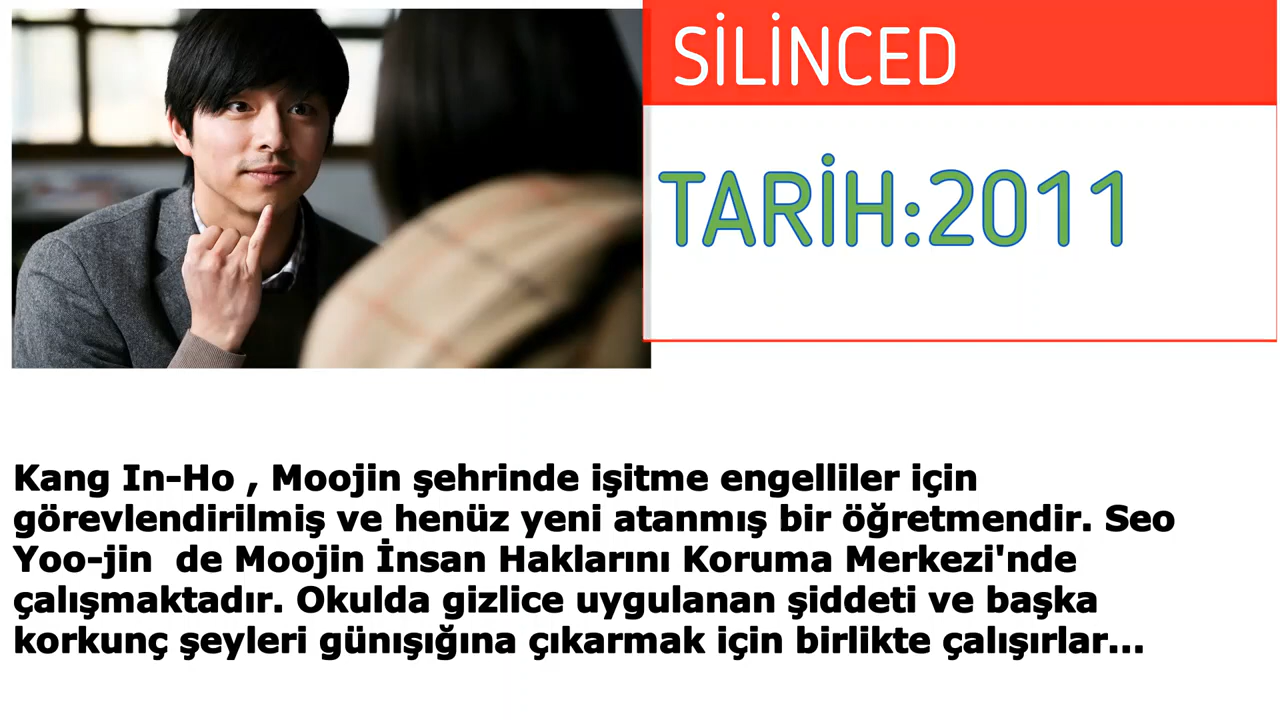 SİLİNCED
TARİH:2011
Kang In-Ho , Moojin şehrinde işitme engelliler için
görevlendirilmiş ve henüz yeni atanmış bir öğretmendir. Seo
Yoo-jin  de Moojin İnsan Haklarını Koruma Merkezi'nde
çalışmaktadır. Okulda gizlice uygulanan şiddeti ve başka
korkunç şeyleri günışığına çıkarmak için birlikte çalışırlar...